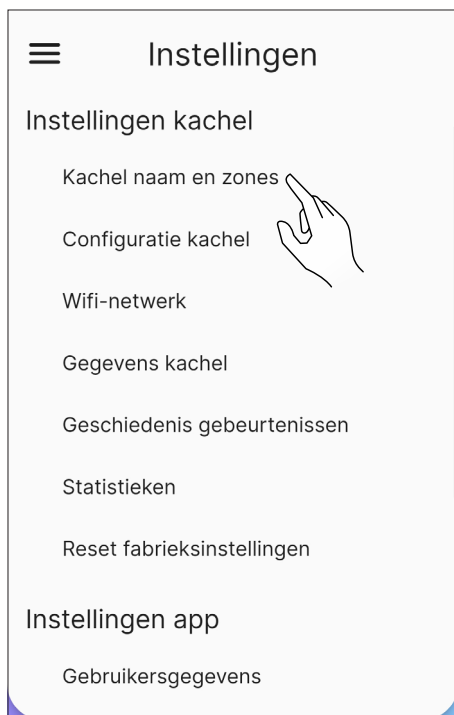 Instellingen
Instellingen kachel
Kachel naam en zones
Configuratie kachel
Wifi-netwerk
Gegevens kachel
Geschiedenis gebeurtenissen
Statistieken
Reset fabrieksinstellingen
Instellingen app
Gebruikersgegevens